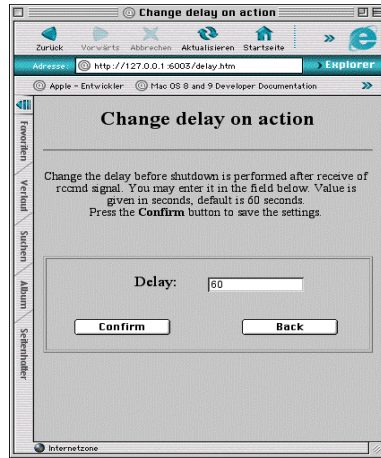 Change delay on action
Zurück Vorwärts Abbrechen Aktualisieren Startseite »
Adresse: http://127.0.0.1:6003/delay.htm Explorer
Apple - Entwickler Mac OS 8 and 9 Developer Documentation »
Favoriten
Verlauf
Suchen
Album
Seitenhalter
Change delay on action
Change the delay before shutdown is performed after receive of
rccmd signal. You may enter it in the field below. Value is
given in seconds, default is 60 seconds.
Press the Confirm button to save the settings.
Delay: 60
Confirm Back
Internetzone